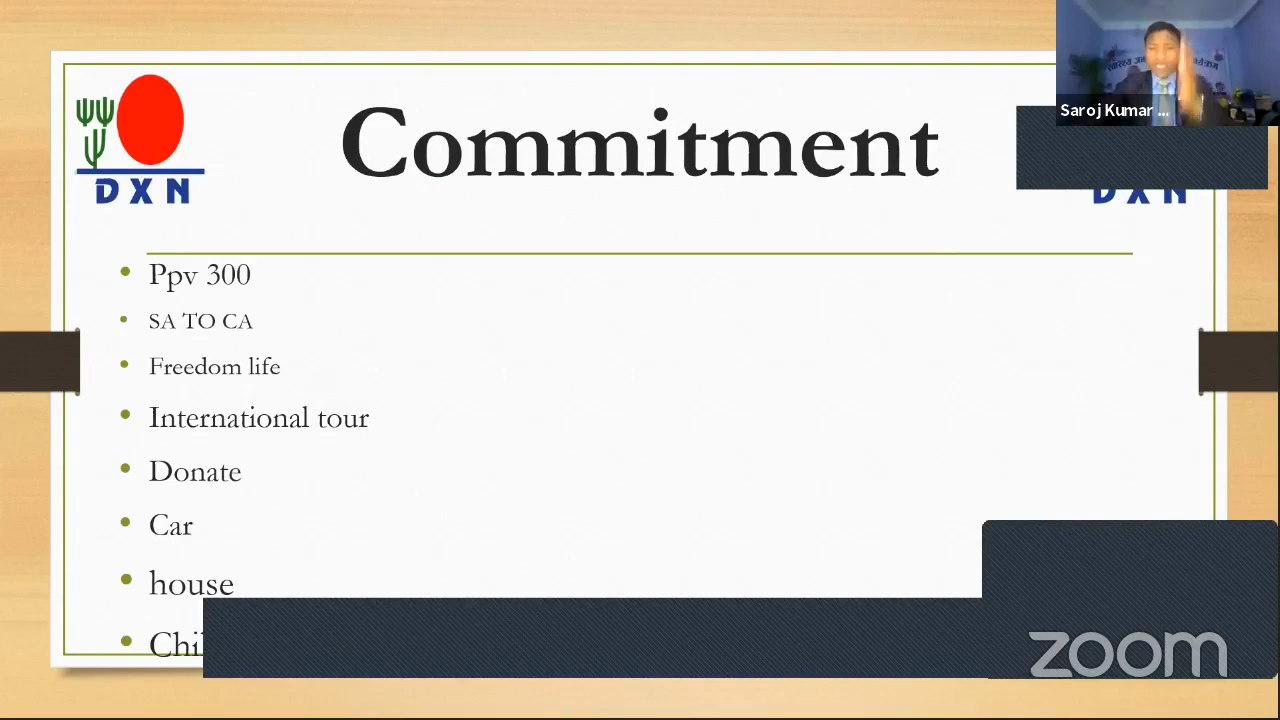 Commitment
DXN
DXN
Saroj Kumar ...
Ppv 300
SA TO CA
Freedom life
International tour
Donate
Car
house
zoom